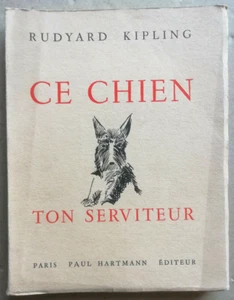 RUDYARD KIPLING
CE CHIEN
TON SERVITEUR
PARIS PAUL HARTMANN ÉDITEUR